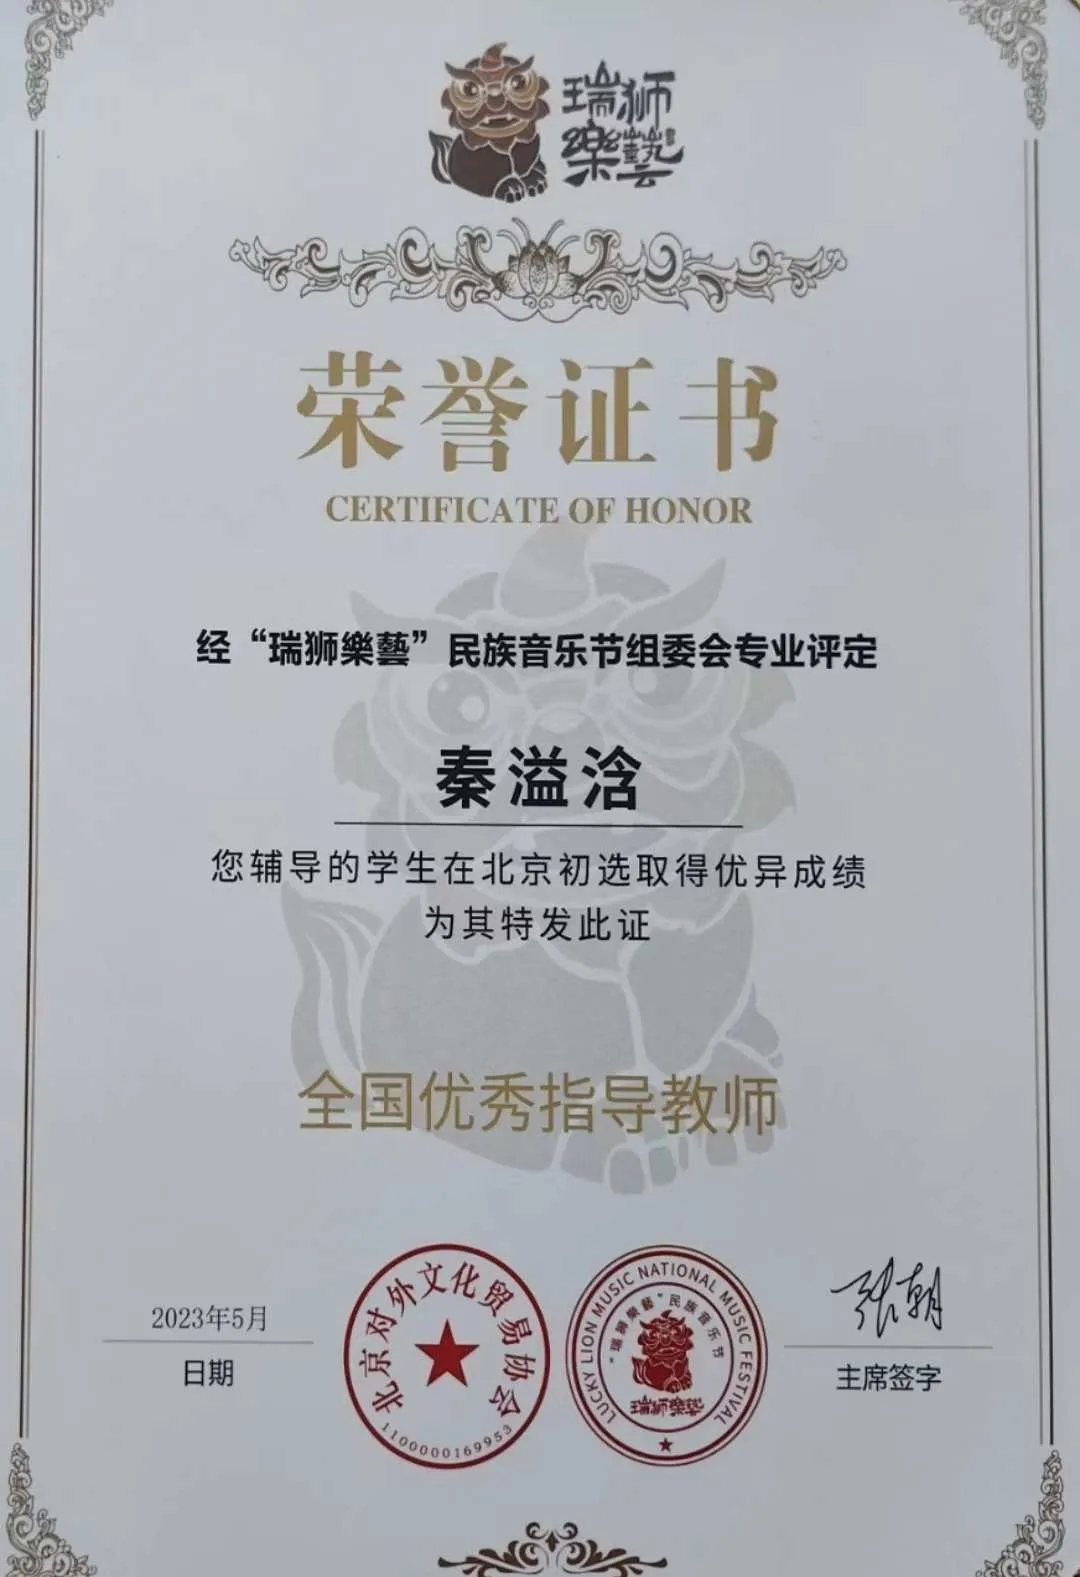 瑞狮
樂藝
荣誉证书
CERTIFICATE OF HONOR
经“瑞狮樂藝”民族音乐节组委会专业评定
秦溢浛
您辅导的学生在北京初选取得优异成绩
为其特发此证
全国优秀指导教师
2023年5月
日期
北京对外文化贸易协会
1100000169953
LUCKY LION MUSIC NATIONAL MUSIC FESTIVAL
“瑞狮樂藝”民族音乐节
瑞狮樂藝
张朝
主席签字